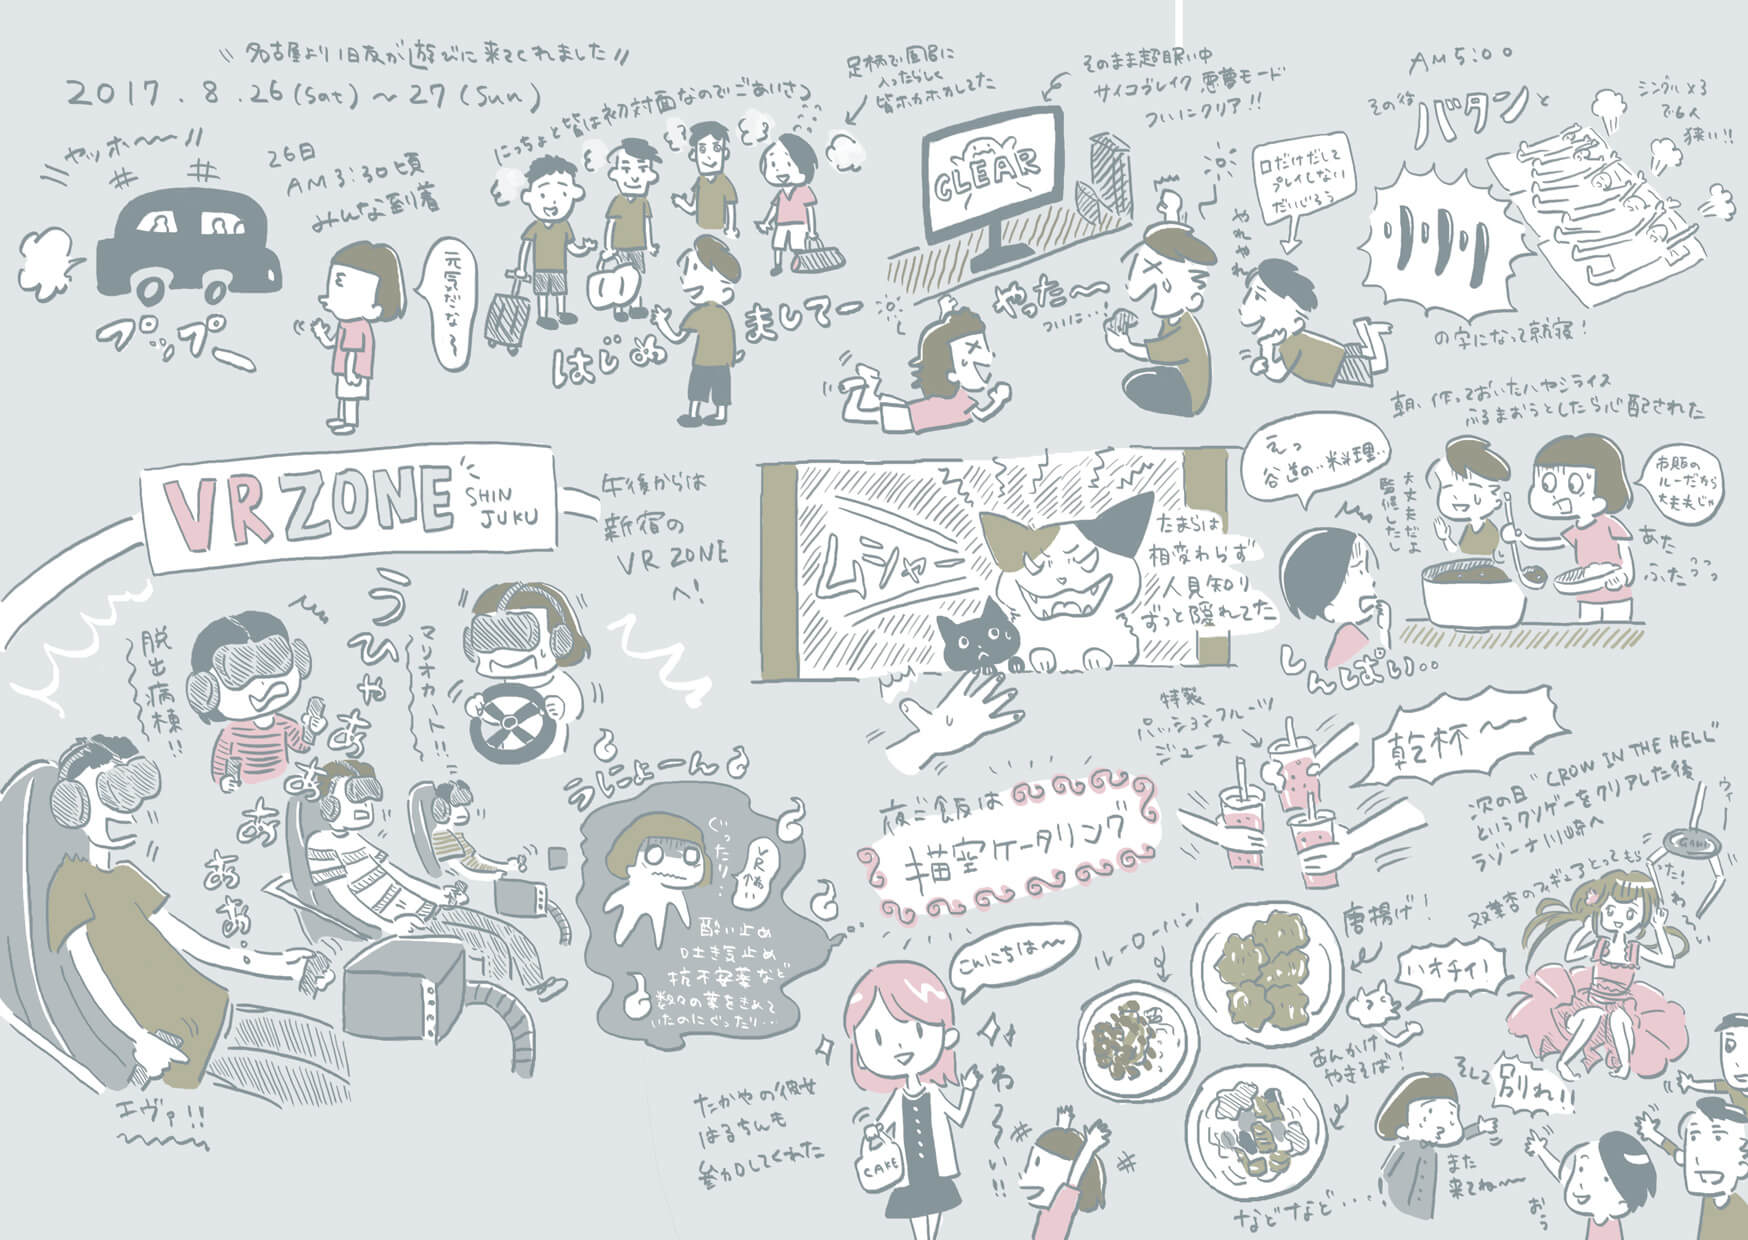 名古屋より旧友が遊びに来てくれました
2017.8.26(Sat)〜27(Sun)
ヤッホ〜〜!!
26日
AM3:30頃
みんな到着
プップー
元気だな〜
にっちょと皆は初対面なのでごあいさつ
はじめ
ましてー
足柄で風呂に
入ったらしく
皆ホカホカしてた
CLEAR
そのまま超眠い中
サイコブレイク 悪夢モード
ついにクリア!!
やった〜
ついに…!
やれやれ
口だけだして
プレイしない
だいじろう
AM5:00
その後
バタンと
シングル×3
で6人
狭い!!
川
の字になって就寝!
朝、作っておいたハヤシライス
ふるまおうとしたら心配された
えっ
谷道の…料理…
しんぱい…
大丈夫だよ
監修したし
市販の
ルーだから
大丈夫じゃ
あた
ふたっっ
VR ZONE
SHIN
JUKU
午後からは
新宿の
VR ZONE
へ!
脱出病棟!!
うひゃあああああ…
マリオカート!!
エヴァ!!
うにょーん
ぐったり…
VR怖い
酔い止め
吐き気止め
抗不安薬など
数々の薬をきめて
いたのにぐったり…
ムシャー
たまらは
相変わらず
人見知り
ずっと隠れてた
夜ご飯は
描空ケータリング
特製
パッションフルーツ
ジュース
乾杯〜
こんにちは〜
わ〜い!!
CAKE
たかやの彼女
はるちんも
参加してくれた
ルーローハン!
唐揚げ!
あんかけ
やきそば!
などなど…!
ハオチイ!
次の日"CROW IN THE HELL"
というクソゲーをクリアした後
ラゾーナ川崎へ
双葉杏のフィギュアとってもらった!
ウィー
わ〜い
そして
別れ!!
また
来てね〜
おう